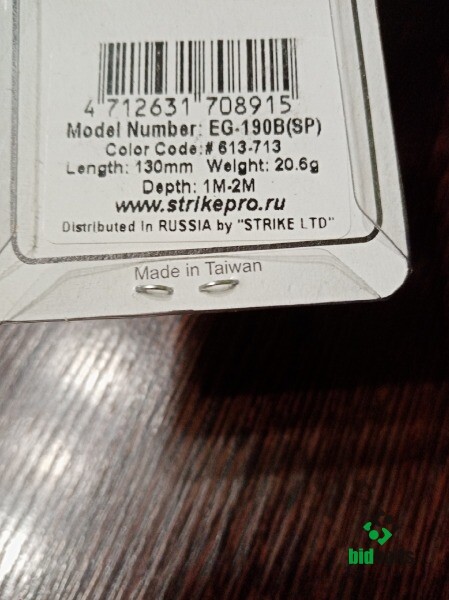 4 712631 708915
Model Number: EG-190B(SP)
Color Code:# 613-713
Length: 130mm Weight: 20.6g
Depth: 1M-2M
www.strikepro.ru
Distributed in RUSSIA by "STRIKE LTD"
Made in Taiwan
bid